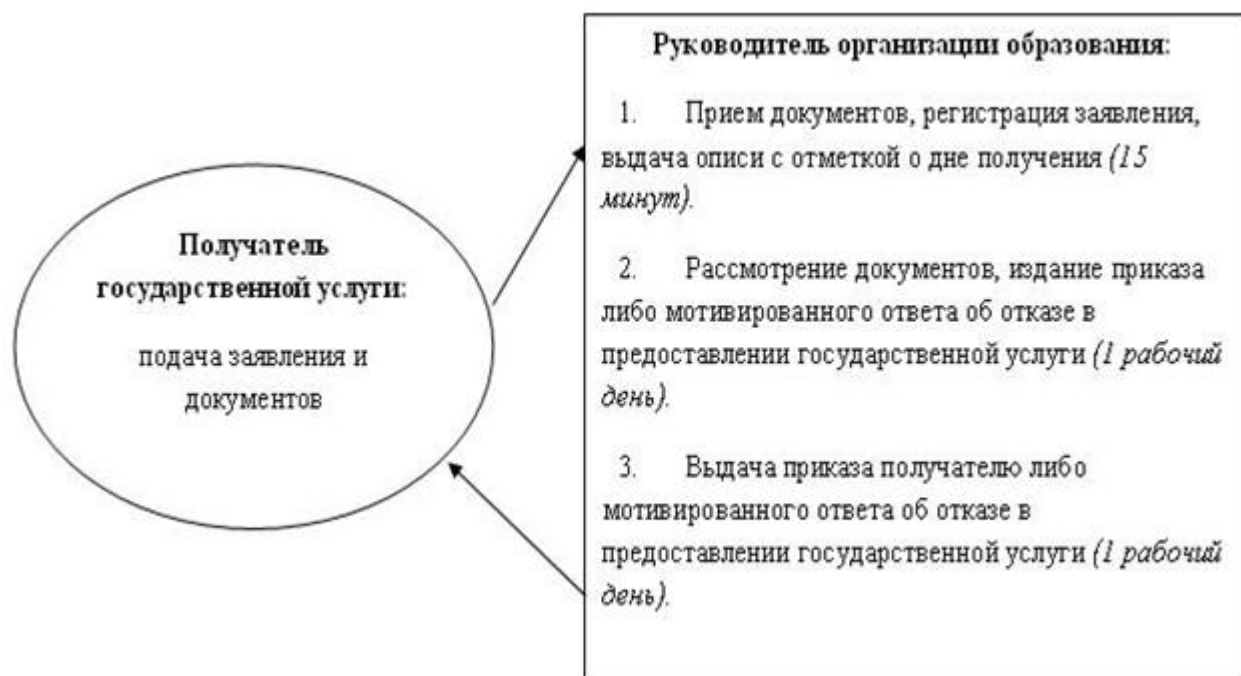 Получатель
государственной услуги:
подача заявления и
документов
Руководитель организации образования:
1. Прием документов, регистрация заявления,
выдача описи с отметкой о дне получения (15
минут).
2. Рассмотрение документов, издание приказа
либо мотивированного ответа об отказе в
предоставлении государственной услуги (1 рабочий
день).
3. Выдача приказа получателю либо
мотивированного ответа об отказе в
предоставлении государственной услуги (1 рабочий
день).